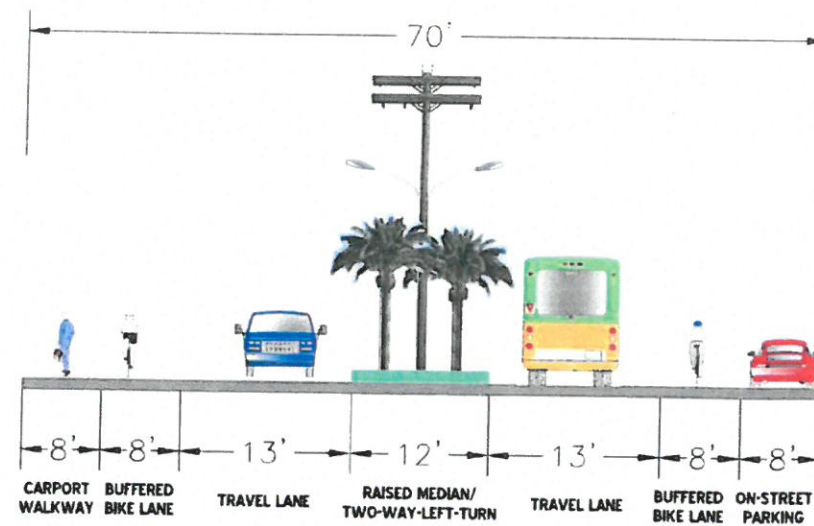 70'
8'
8'
13'
12'
13'
8'
8'
CARPORT
WALKWAY
BUFFERED
BIKE LANE
TRAVEL LANE
RAISED MEDIAN/
TWO-WAY-LEFT-TURN
TRAVEL LANE
BUFFERED
BIKE LANE
ON-STREET
PARKING